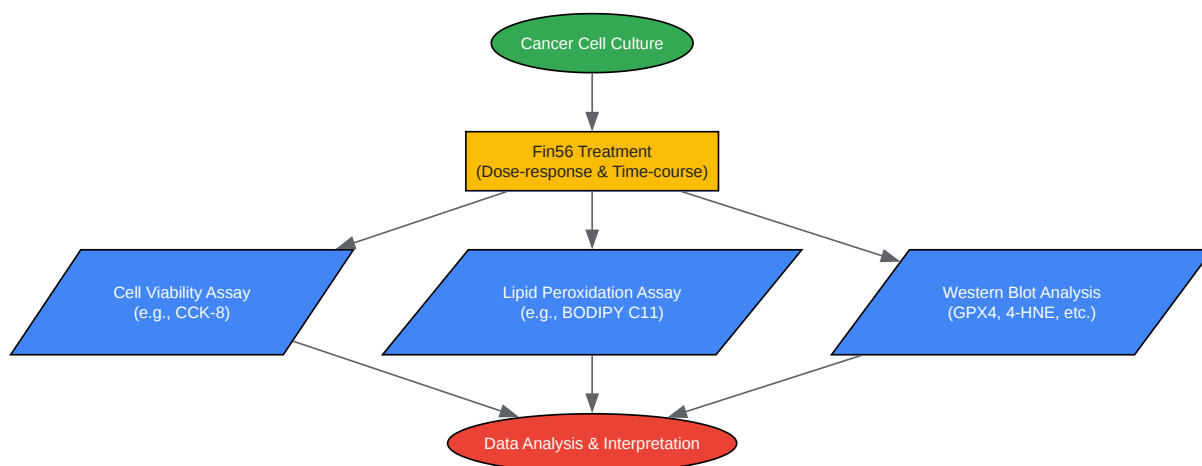 Cancer Cell Culture
Fin56 Treatment
(Dose-response & Time-course)
Cell Viability Assay
(e.g., CCK-8)
Lipid Peroxidation Assay
(e.g., BODIPY C11)
Western Blot Analysis
(GPX4, 4-HNE, etc.)
Data Analysis & Interpretation